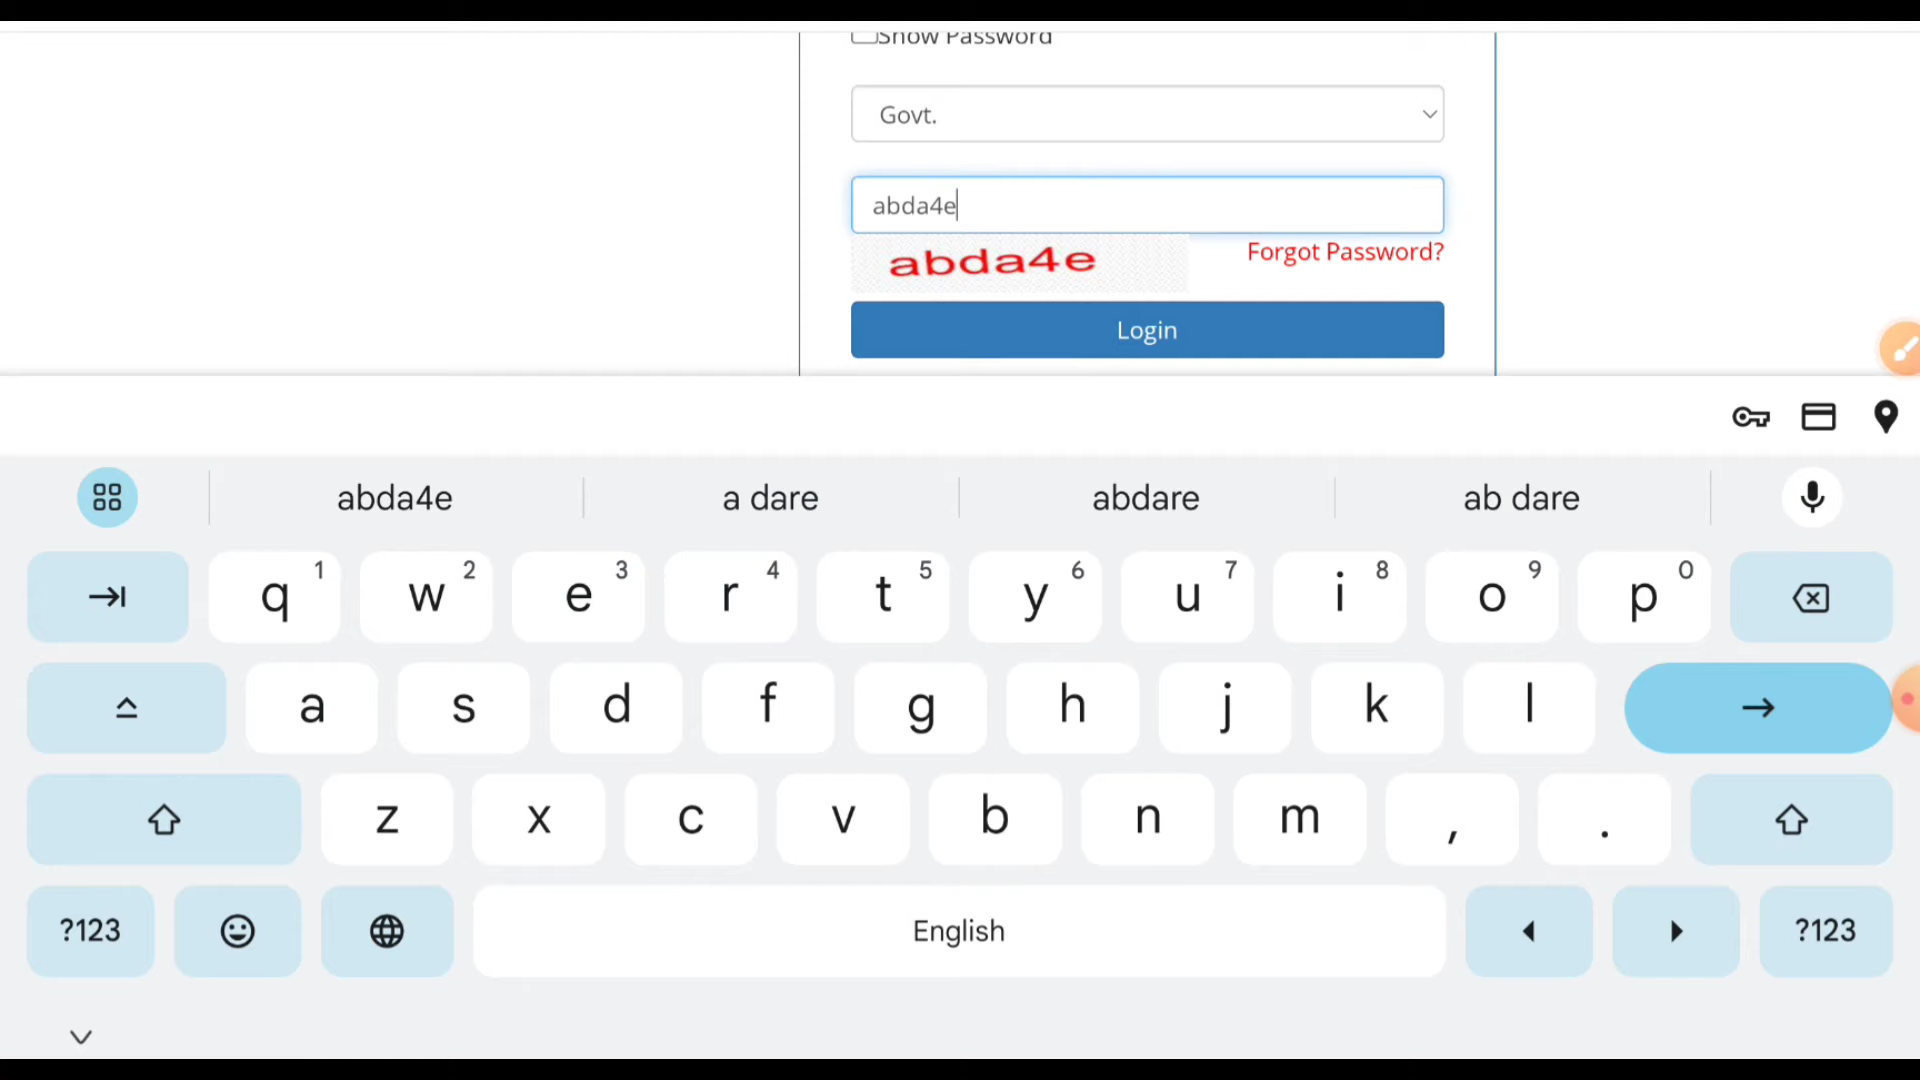 Show Password
Govt.
abda4e
abda4e
Forgot Password?
Login
abda4e a dare abdare ab dare
q 1 w 2 e 3 r 4 t 5 y 6 u 7 i 8 o 9 p 0
a s d f g h j k l
z x c v b n m , .
?123 English ?123